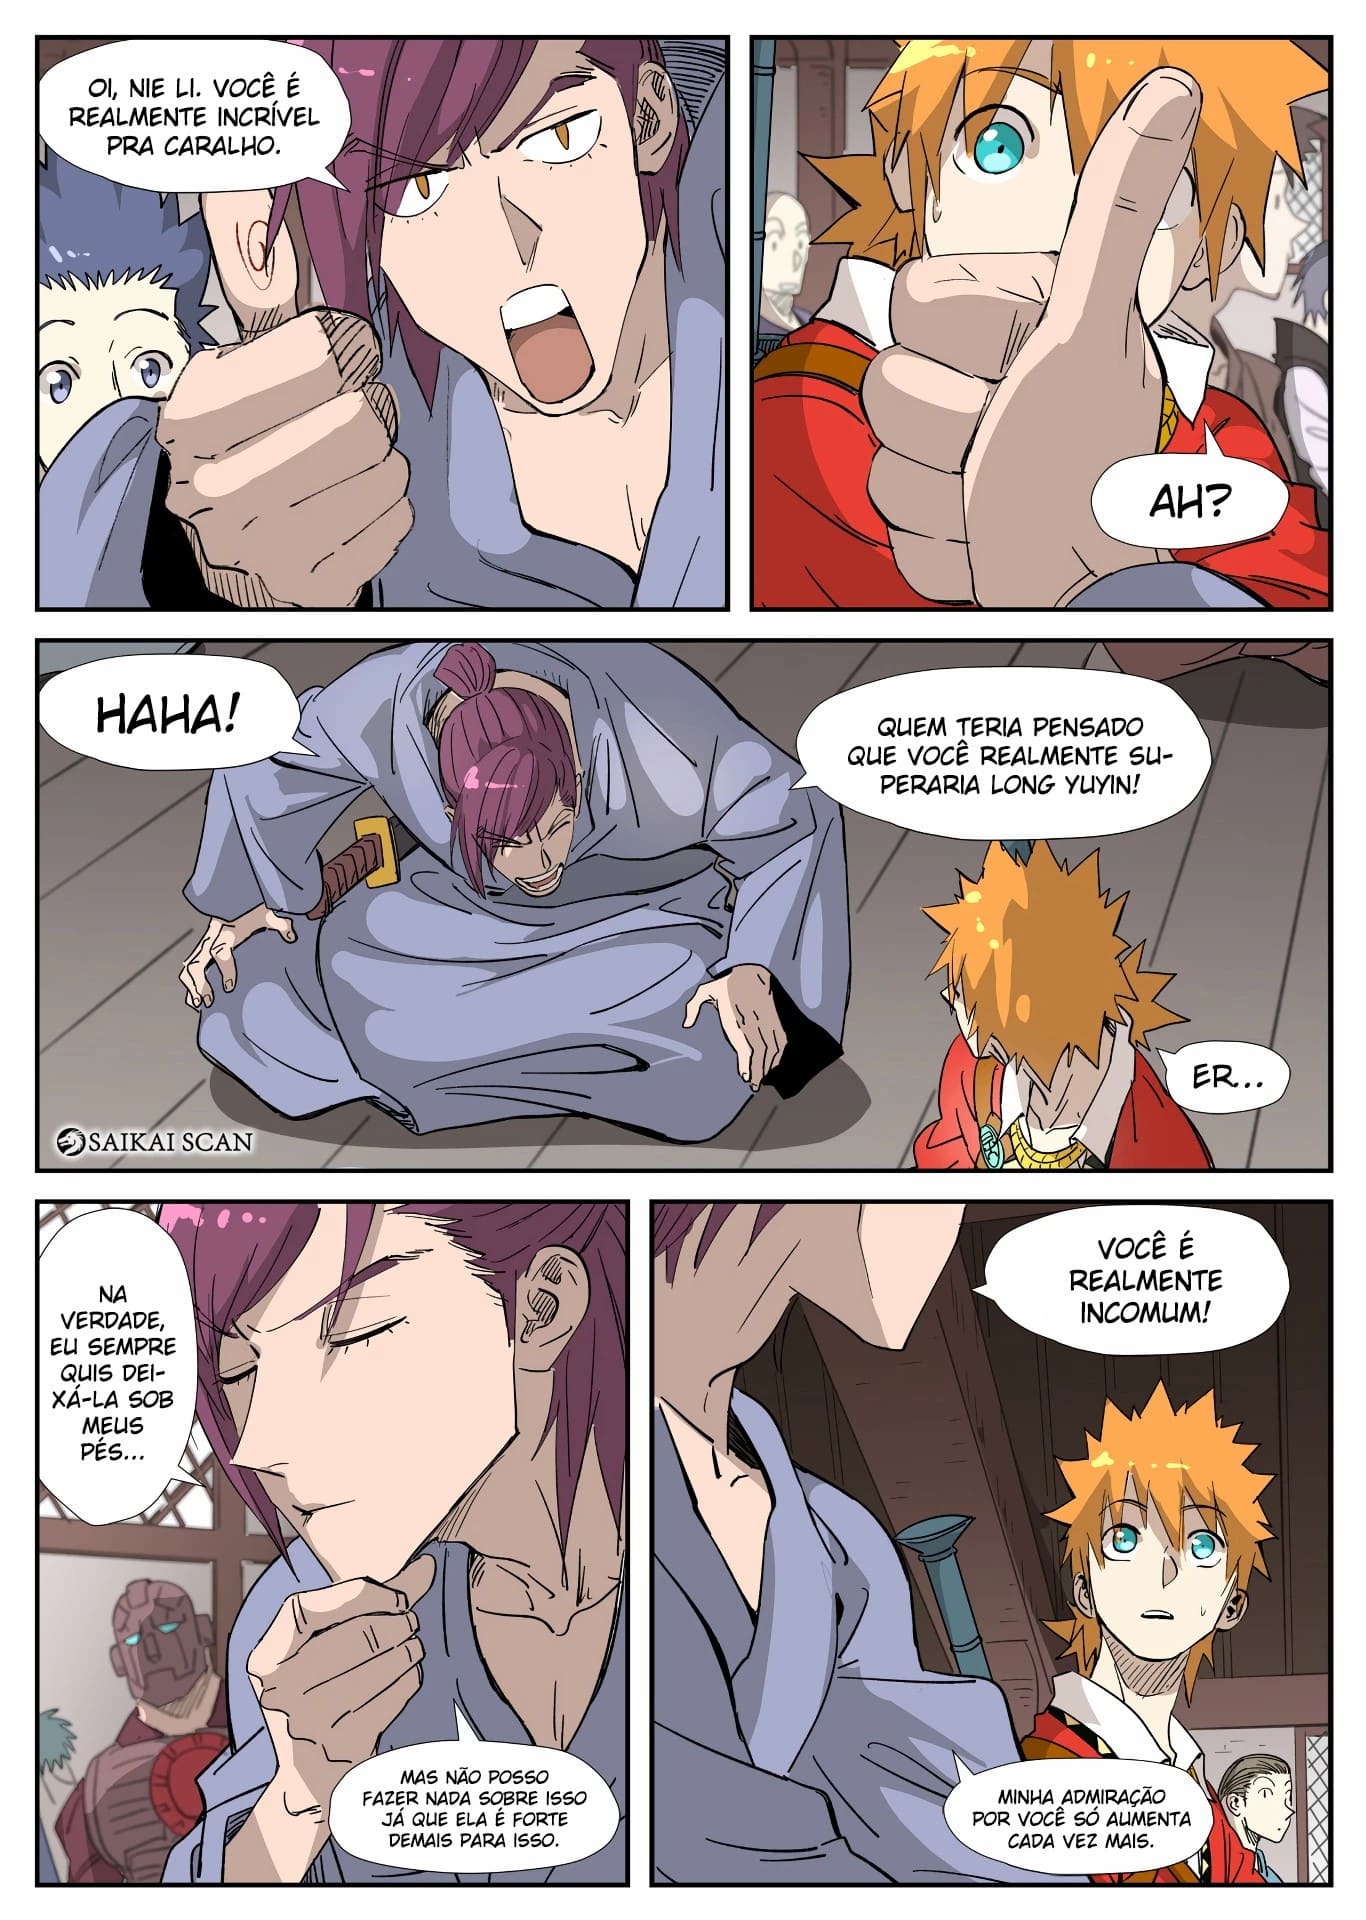 OI, NIE LI. VOCÊ É
REALMENTE INCRÍVEL
PRA CARALHO.
AH?
HAHA!
QUEM TERIA PENSADO
QUE VOCÊ REALMENTE SU-
PERARIA LONG YUYIN!
ER...
SAIKAI SCAN
NA
VERDADE,
EU SEMPRE
QUIS DEI-
XÁ-LA SOB
MEUS
PÉS...
MAS NÃO POSSO
FAZER NADA SOBRE ISSO
JÁ QUE ELA É FORTE
DEMAIS PARA ISSO.
VOCÊ É
REALMENTE
INCOMUM!
MINHA ADMIRAÇÃO
POR VOCÊ SÓ AUMENTA
CADA VEZ MAIS.